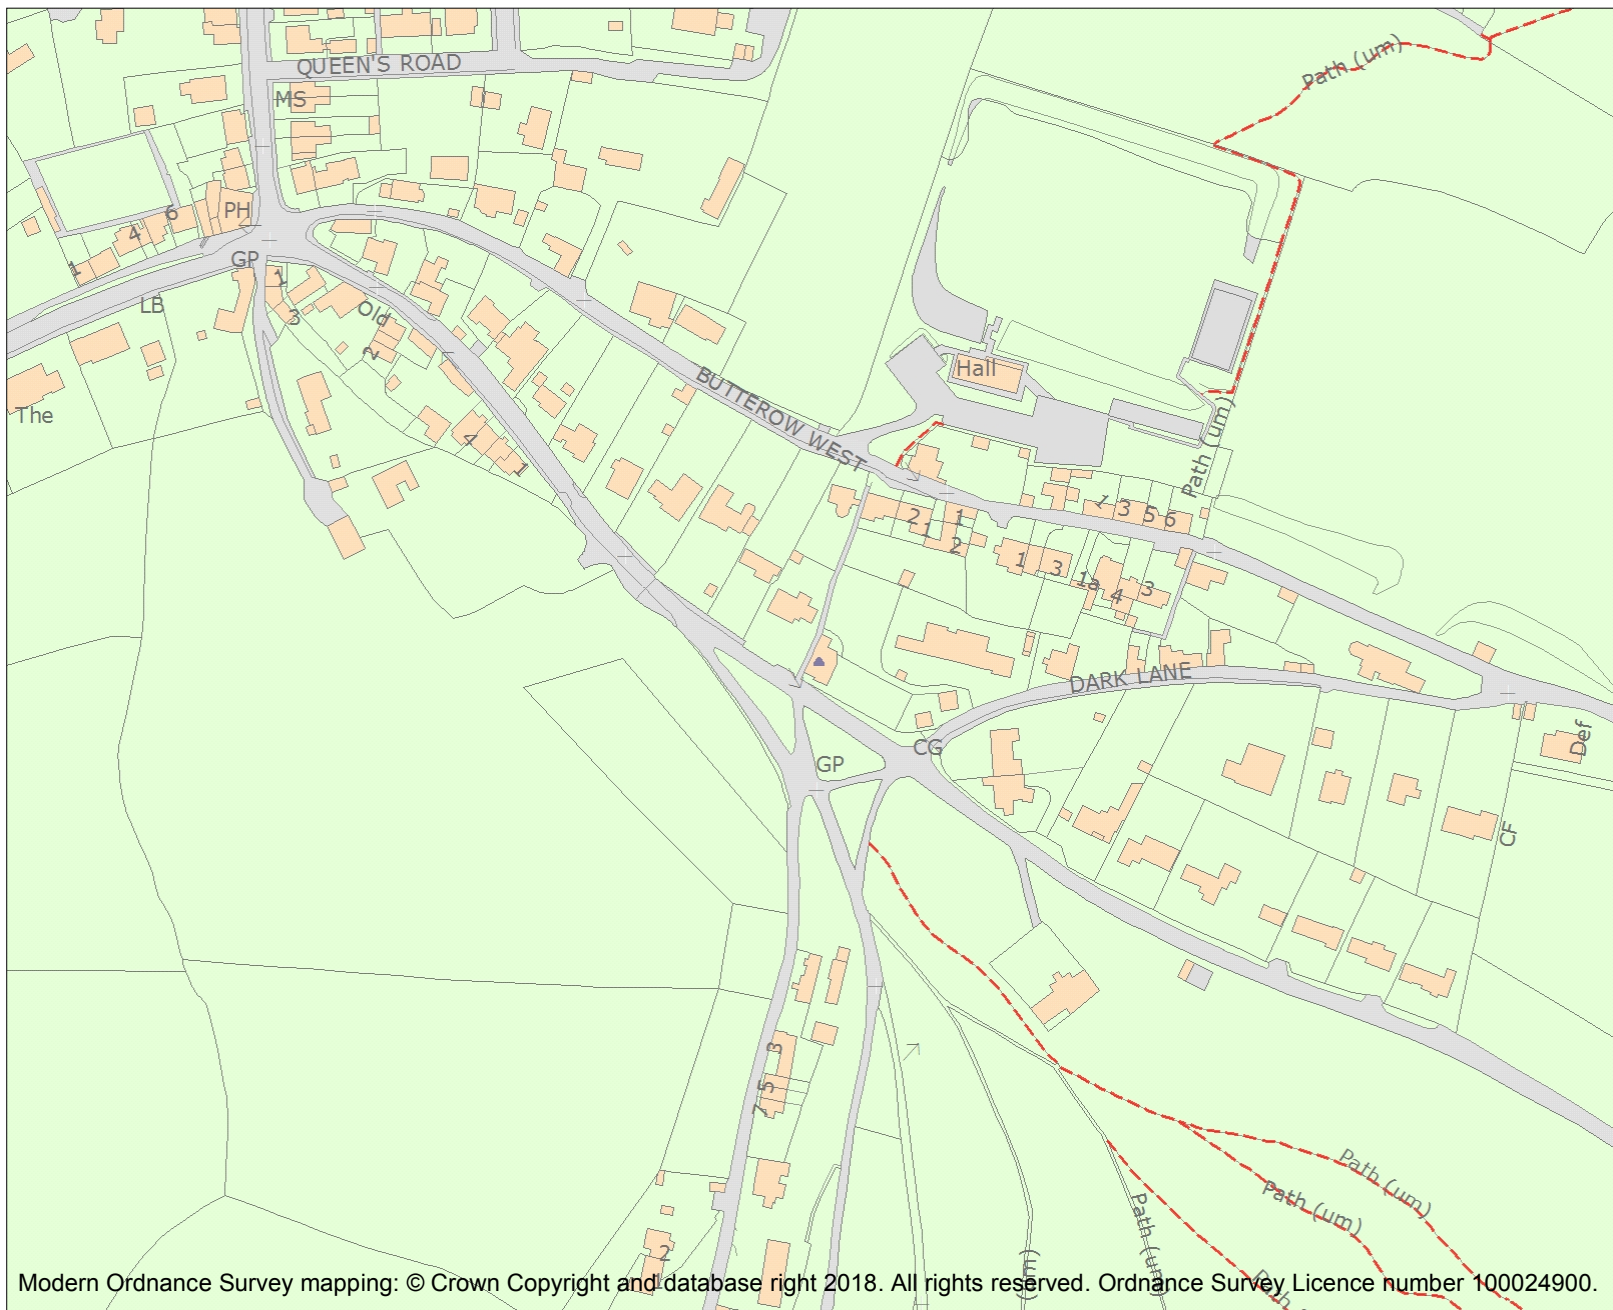 Path (um)
QUEEN'S ROAD
MS
PH
6
4
1
GP
1
LB
3
Old
2
Hall
The
BUTTEROW WEST
Path (um)
4
1
2
1
1
2
1
3
5
6
1
3
1a
4
3
DARK LANE
Def
CG
GP
CF
3
5
7
Path (um)
Path (um)
Path (um)
2
Path
Modern Ordnance Survey mapping: © Crown Copyright and database right 2018. All rights reserved. Ordnance Survey Licence number 100024900.